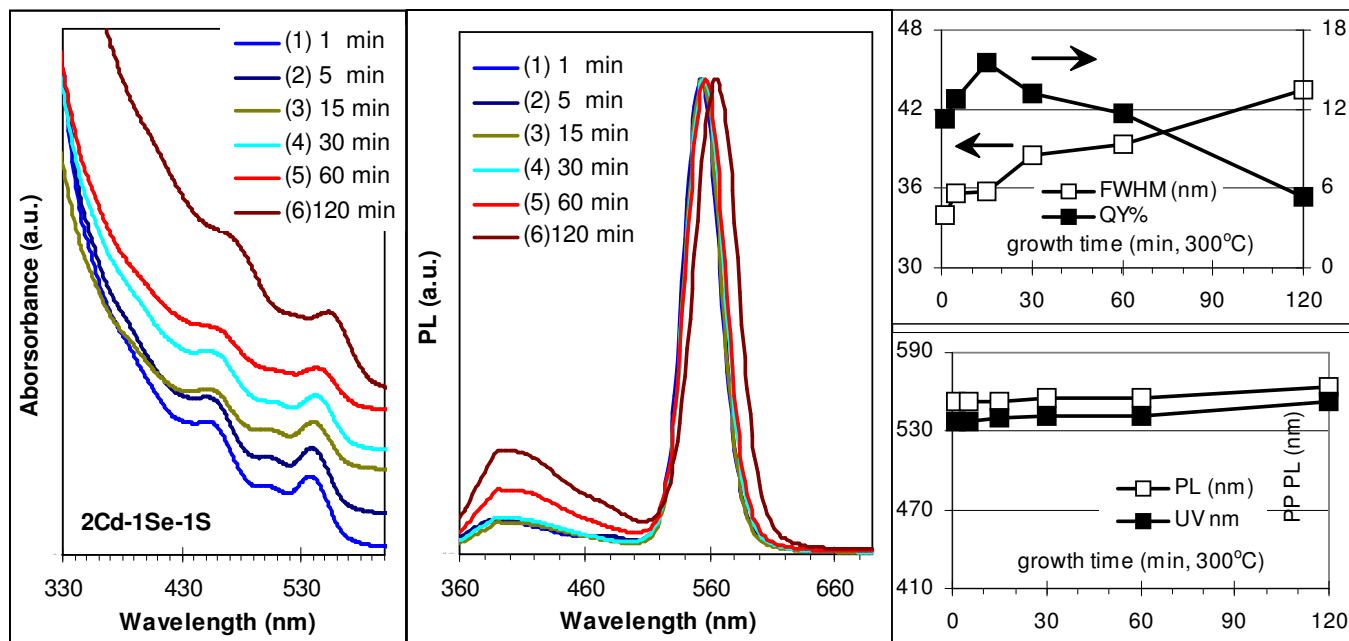 (1) 1 min
(2) 5 min
(3) 15 min
(4) 30 min
(5) 60 min
(6)120 min
Aborsorbance (a.u.)
2Cd-1Se-1S
330 430 530
Wavelength (nm)
(1) 1 min
(2) 5 min
(3) 15 min
(4) 30 min
(5) 60 min
(6)120 min
PL (a.u.)
360 460 560 660
Wavelength (nm)
48 18
42 12
36 6
30 0
FWHM (nm)
QY%
growth time (min, 300°C)
0 30 60 90 120
590
530
470
410
PP PL (nm)
PL (nm)
UV nm
growth time (min, 300°C)
0 30 60 90 120